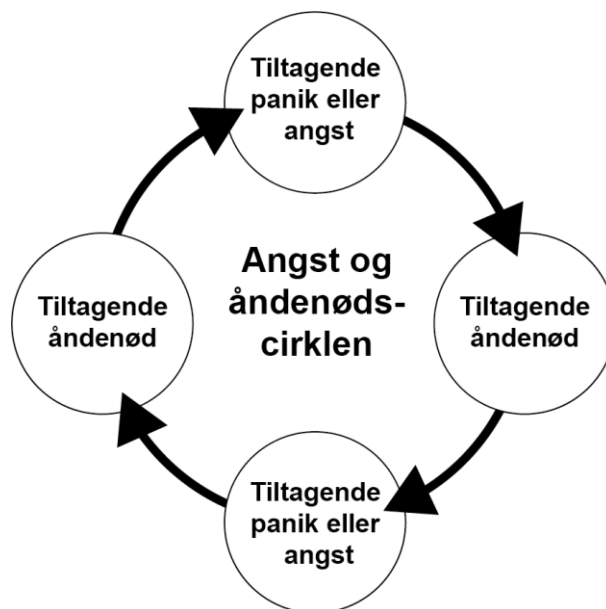 Tiltagende
panik eller
angst
Angst og
åndenøds-
cirklen
Tiltagende
åndenød
Tiltagende
åndenød
Tiltagende
panik eller
angst